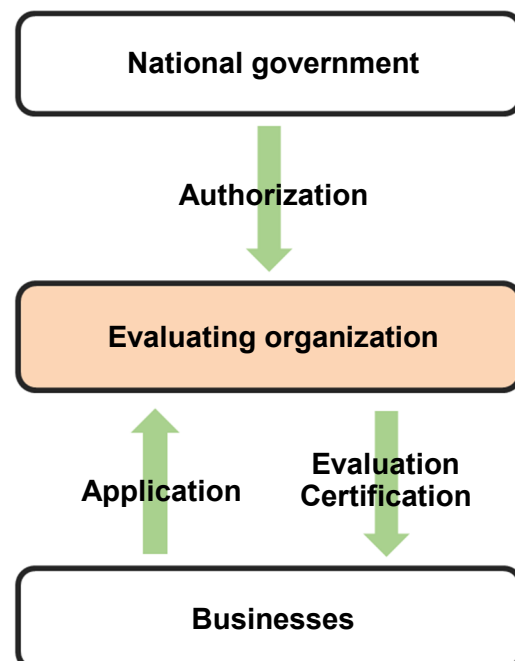 National government
Authorization
Evaluating organization
Application
Evaluation
Certification
Businesses